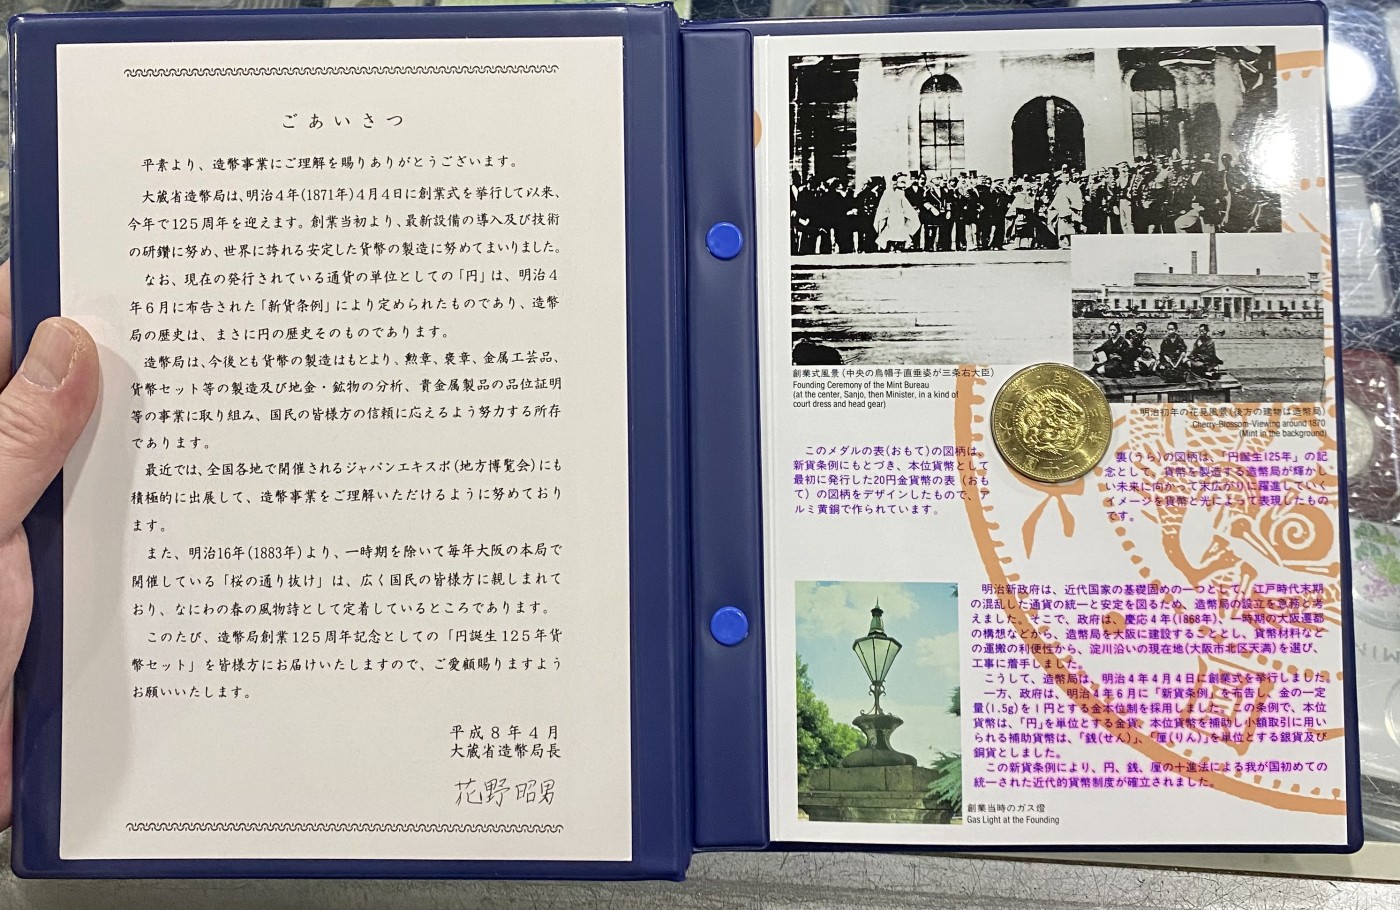 ごあいさつ
平素より、造幣事業にご理解を賜りありがとうございます。
大蔵省造幣局は、明治4年(1871年)4月4日に創業式を挙行して以来、
今年で125周年を迎えます。創業当初より、最新設備の導入及び技術
の研鑽に努め、世界に誇れる安定した貨幣の製造に努めてまいりました。
なお、現在の発行されている通貨の単位としての「円」は、明治4
年6月に布告された「新貨条例」により定められたものであり、造幣
局の歴史は、まさに円の歴史そのものであります。
造幣局は、今後とも貨幣の製造はもとより、勲章、褒章、金属工芸品、
貨幣セット等の製造及び地金・鉱物の分析、貴金属製品の品位証明
等の事業に取り組み、国民の皆様方の信頼に応えるよう努力する所存
であります。
最近では、全国各地で開催されるジャパンエキスポ(地方博覧会)にも
積極的に出展して、造幣事業をご理解いただけるように努めており
ます。
また、明治16年(1883年)より、一時期を除いて毎年大阪の本局で
開催している「桜の通り抜け」は、広く国民の皆様方に親しまれて
おり、なにわの春の風物詩として定着しているところであります。
このたび、造幣局創業125周年記念としての「円誕生125年貨
幣セット」を皆様方にお届けいたしますので、ご愛顧賜りますよう
お願いいたします。
平成8年4月
大蔵省造幣局長
花野昭男
創業式風景(中央の烏帽子直垂姿が三条右大臣)
Founding Ceremony of the Mint Bureau
(at the center, Sanjo, then Minister, in a kind of
court dress and head gear)
明治初年の花見風景(後方の建物は造幣局)
Cherry-Blossom-Viewing around 1870
(Mint in the background)
このメダルの表(おもて)の図柄は、
新貨条例にもとづき、本位貨幣として
最初に発行した20円金貨幣の表(おも
て)の図柄をデザインしたもので、ア
ルミ黄銅で作られています。
裏(うら)の図柄は、「円誕生125年」の記
念として、貨幣を製造する造幣局が輝かし
い未来に向かって末広がりに躍進していく
イメージを貨幣と光によって表現したもの
です。
明治新政府は、近代国家の基礎固めの一つとして、江戸時代末期
の混乱した通貨の統一と安定を図るため、造幣局の設立を急務と考
えました。そこで、政府は、慶応4年(1868年)、一時期の大阪遷都
の構想などから、造幣局を大阪に建設することとし、貨幣材料など
の運搬の利便性から、淀川沿いの現在地(大阪市北区天満)を選び、
工事に着手しました。
こうして、造幣局は、明治4年4月4日に創業式を挙行しました。
一方、政府は、明治4年6月に「新貨条例」を布告し、金の一定
量(1.5g)を1円とする金本位制を採用しました。この条例で、本位
貨幣は、「円」を単位とする金貨、本位貨幣を補助し小額取引に用い
られる補助貨幣は、「銭(せん)」、「厘(りん)」を単位とする銀貨及び
銅貨としました。
この新貨条例により、円、銭、厘の十進法による我が国初めての
統一された近代的貨幣制度が確立されました。
創業当時のガス燈
Gas Light at the Founding